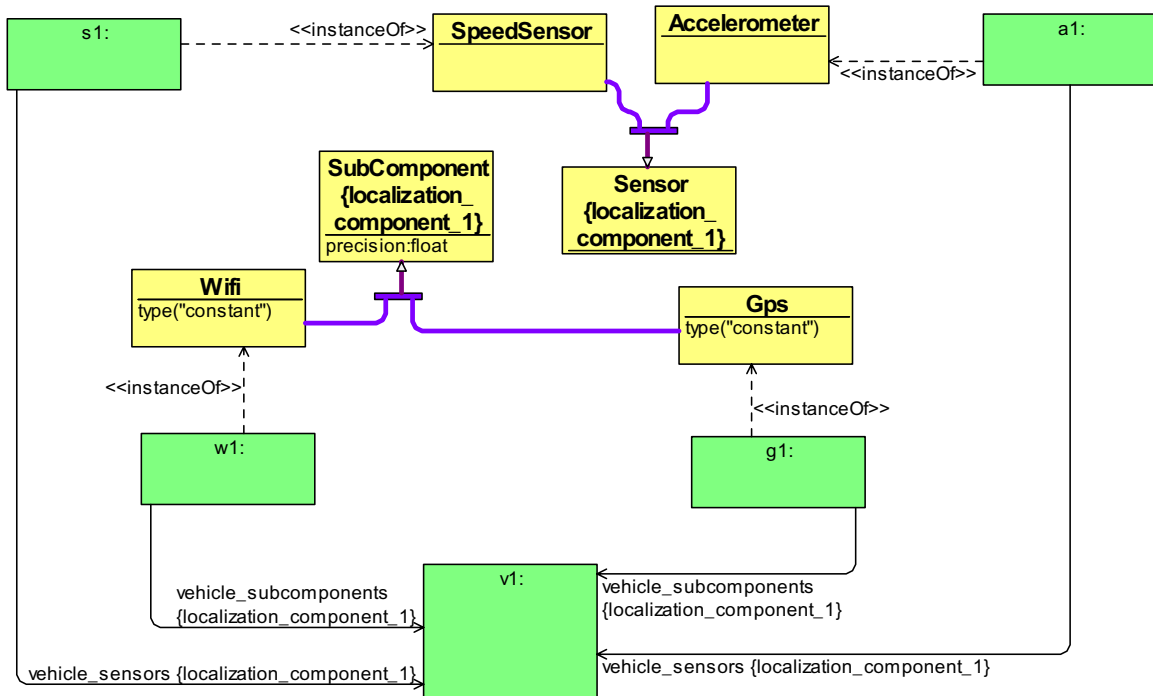 s1:
<<instanceOf>>
SpeedSensor
Accelerometer
a1:
<<instanceOf>>
SubComponent
{localization_
component_1}
precision:float
Sensor
{localization_
component_1}
Wifi
type("constant")
Gps
type("constant")
<<instanceOf>>
<<instanceOf>>
w1:
g1:
v1:
vehicle_subcomponents
{localization_component_1}
vehicle_subcomponents
{localization_component_1}
vehicle_sensors {localization_component_1}
vehicle_sensors {localization_component_1}